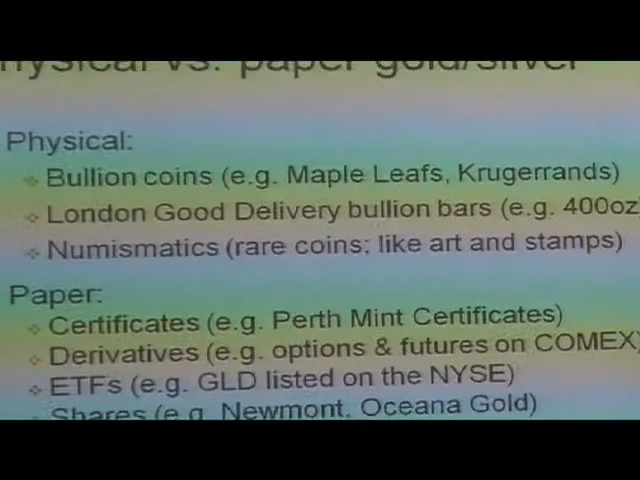 vs. paper gold/silver
Physical:
Bullion coins (e.g. Maple Leafs, Krugerrands)
London Good Delivery bullion bars (e.g. 400oz
Numismatics (rare coins; like art and stamps)
Paper:
Certificates (e.g. Perth Mint Certificates)
Derivatives (e.g. options & futures on COMEX)
ETFs (e.g. GLD listed on the NYSE)
Shares (e.g. Newmont, Oceana Gold)